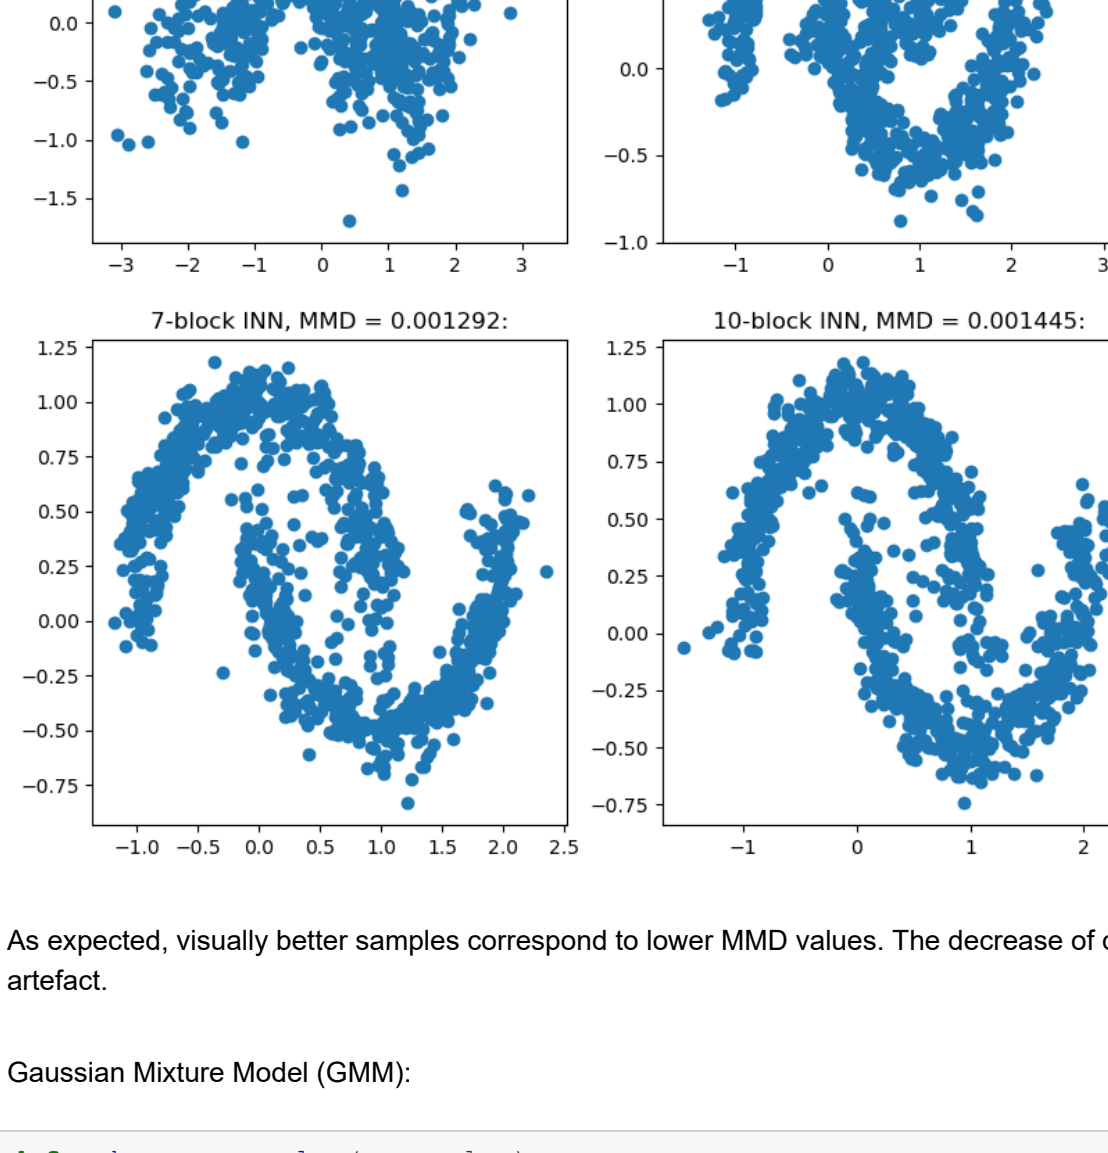 0.0
−0.5
−1.0
−1.5
−3 −2 −1 0 1 2 3
0.0
−0.5
−1.0
−1 0 1 2 3
7-block INN, MMD = 0.001292:
1.25
1.00
0.75
0.50
0.25
0.00
−0.25
−0.50
−0.75
−1.0 −0.5 0.0 0.5 1.0 1.5 2.0 2.5
10-block INN, MMD = 0.001445:
1.25
1.00
0.75
0.50
0.25
0.00
−0.25
−0.50
−0.75
−1 0 1 2
As expected, visually better samples correspond to lower MMD values. The decrease of
artefact.
Gaussian Mixture Model (GMM):